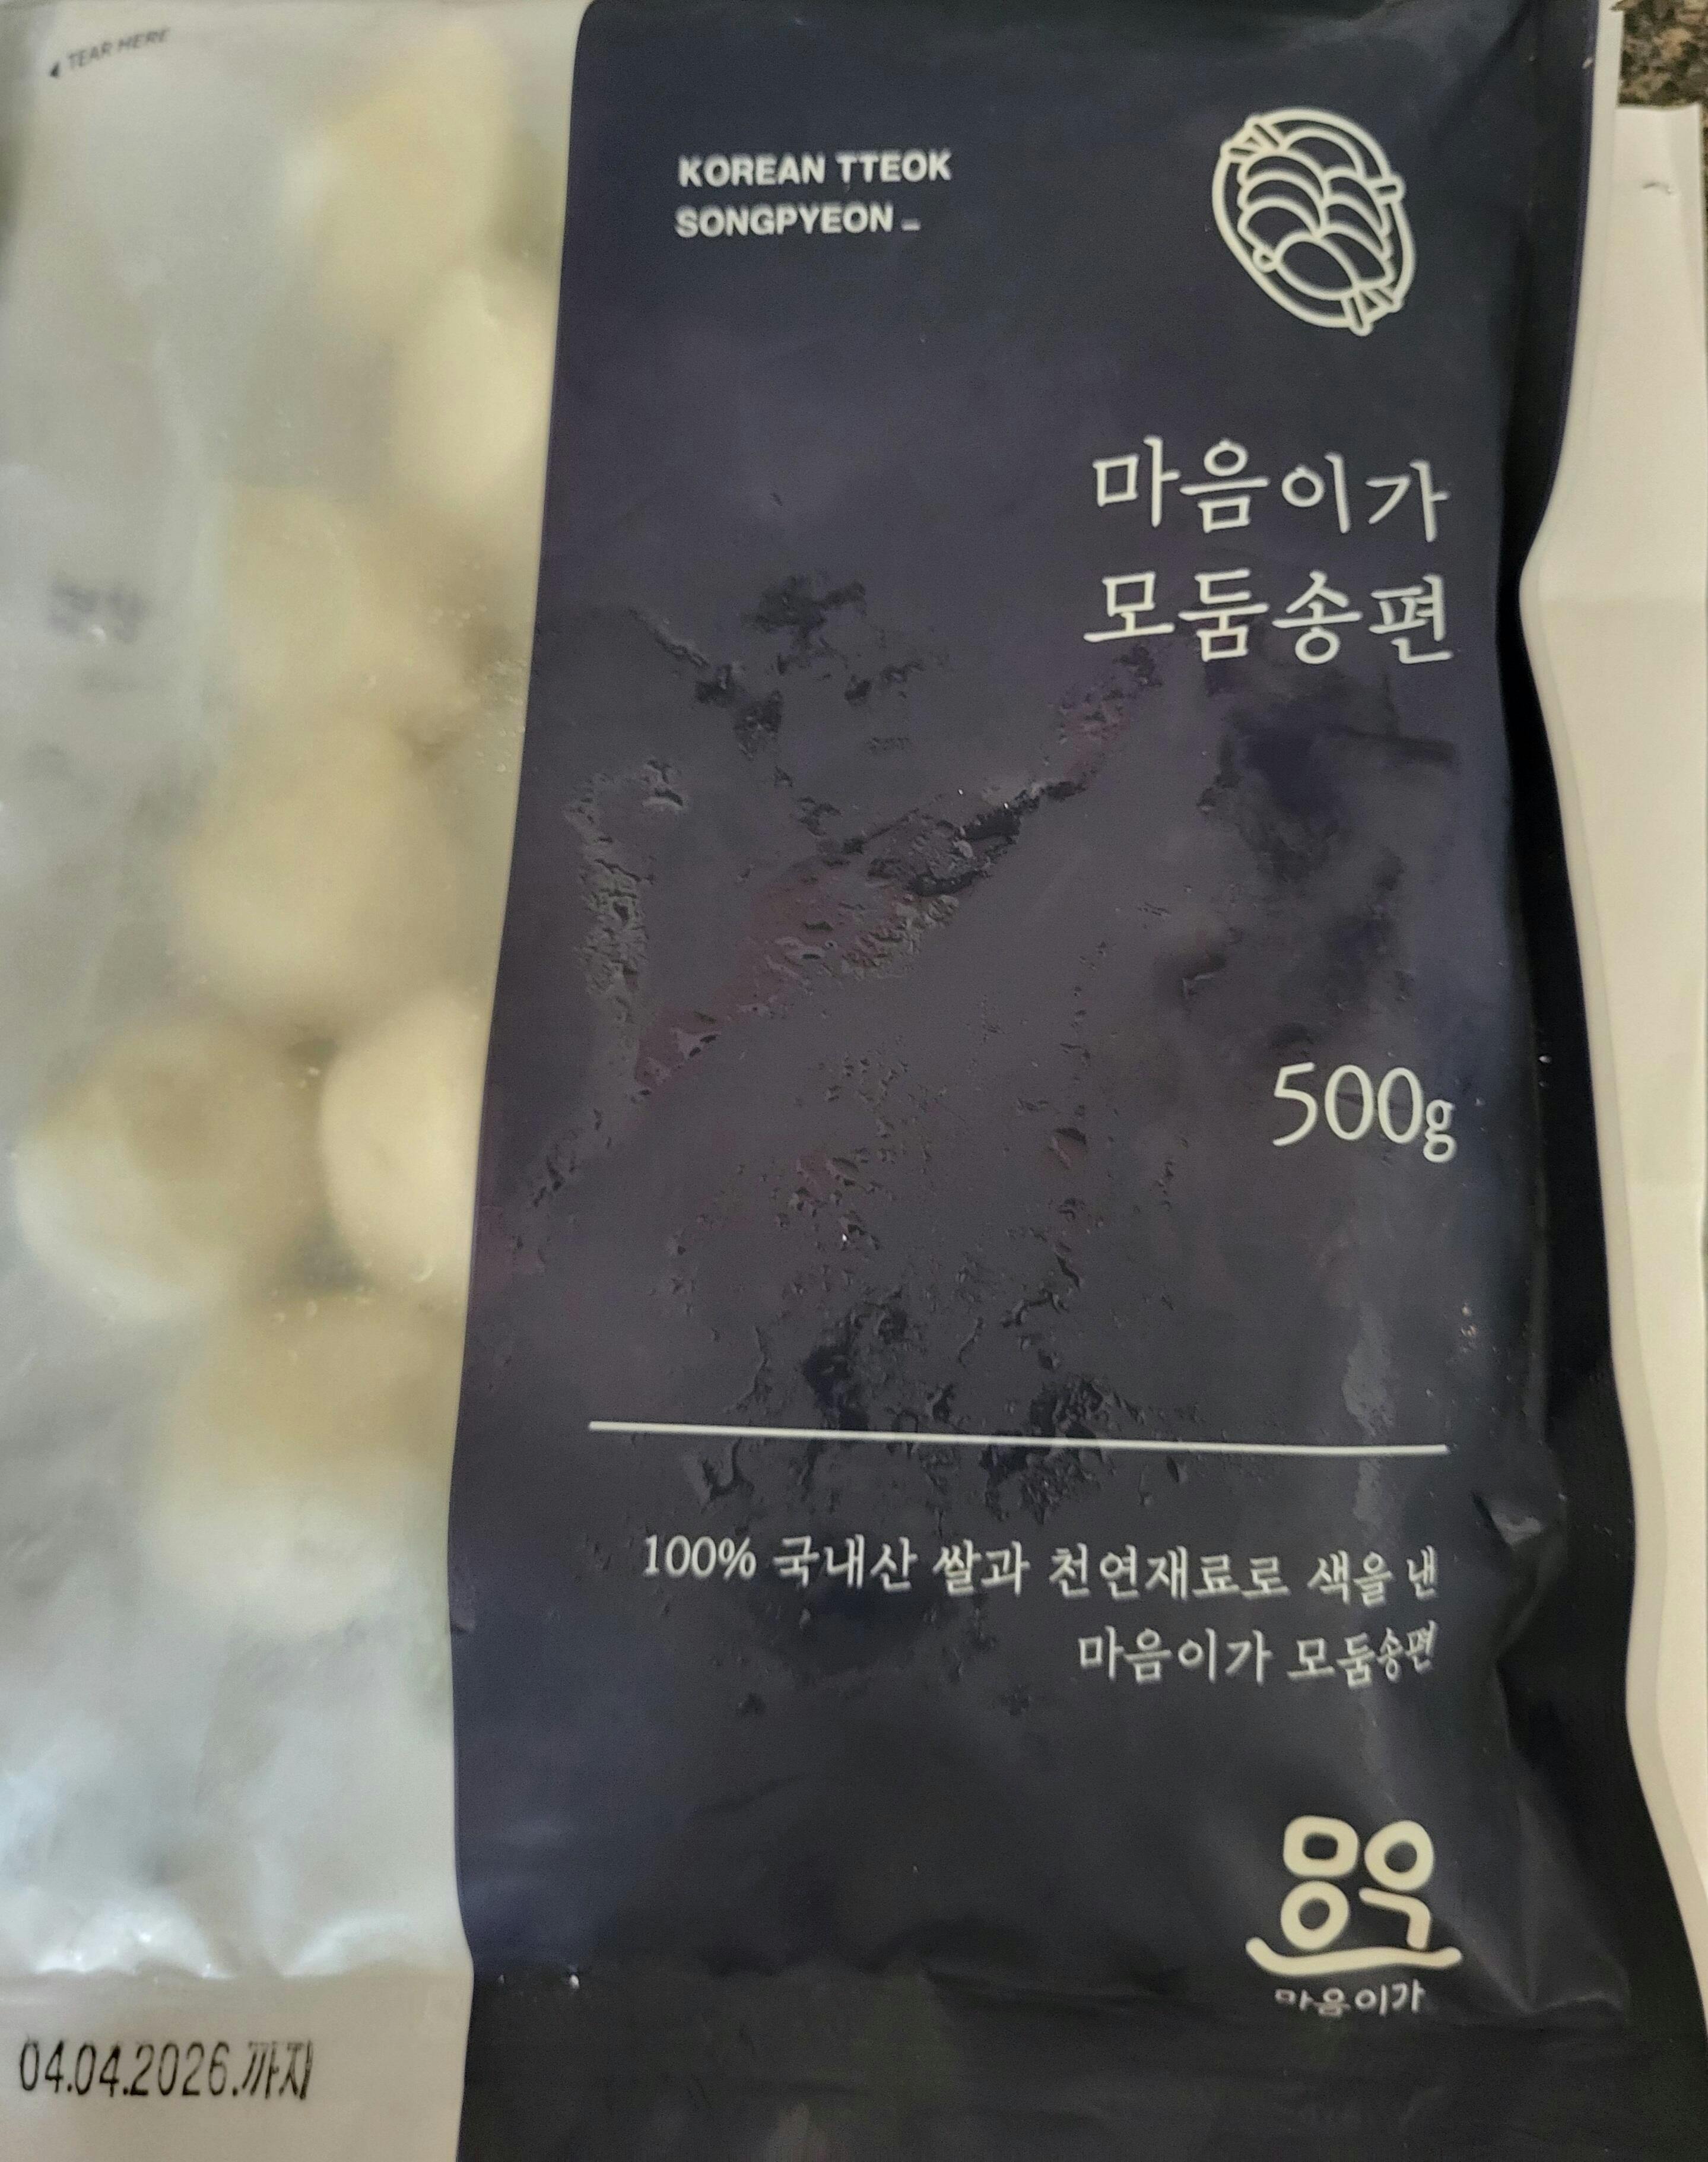 ◀ TEAR HERE
KOREAN TTEOK
SONGPYEON
마음이가
모둠송편
500g
100% 국내산 쌀과 천연재료로 색을 낸
마음이가 모둠송편
마음이가
04.04.2026.까지